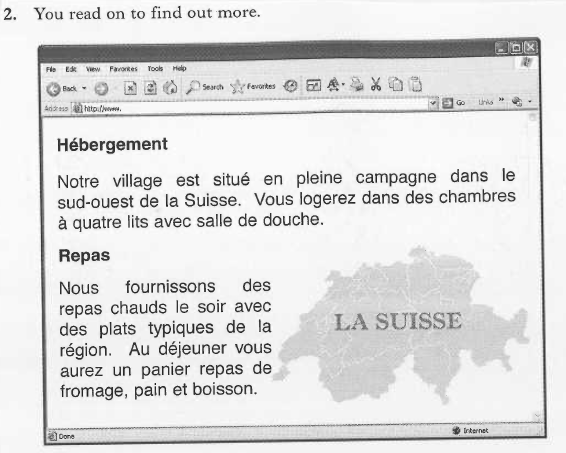 2. You read on to find out more.
File Edit View Favorites Tools Help
Back Search Favorites
Address http://www. Go Links »
Hébergement
Notre village est situé en pleine campagne dans le
sud-ouest de la Suisse. Vous logerez dans des chambres
à quatre lits avec salle de douche.
Repas
Nous fournissons des
repas chauds le soir avec
des plats typiques de la
région. Au déjeuner vous
aurez un panier repas de
fromage, pain et boisson.
LA SUISSE
Done Internet